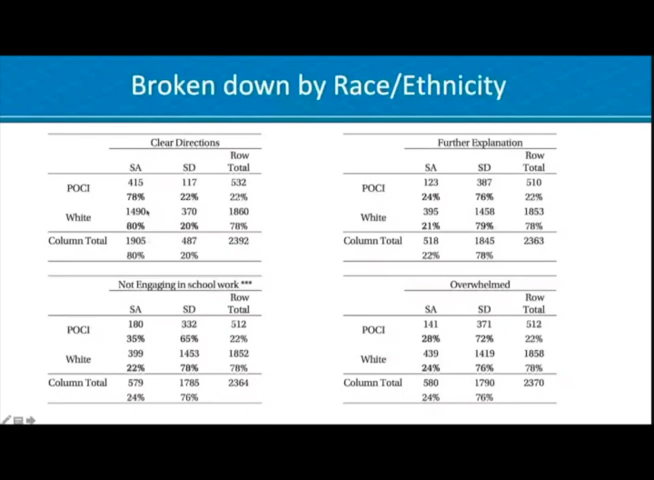 Broken down by Race/Ethnicity
Clear Directions
SA SD Row Total
POCI 415 117 532
78% 22% 22%
White 1490 370 1860
80% 20% 78%
Column Total 1905 487 2392
80% 20%
Further Explanation
SA SD Row Total
POCI 123 387 510
24% 76% 22%
White 395 1458 1853
21% 79% 78%
Column Total 518 1845 2363
22% 78%
Not Engaging in school work ***
SA SD Row Total
POCI 180 332 512
35% 65% 22%
White 399 1453 1852
22% 78% 78%
Column Total 579 1785 2364
24% 76%
Overwhelmed
SA SD Row Total
POCI 141 371 512
28% 72% 22%
White 439 1419 1858
24% 76% 78%
Column Total 580 1790 2370
24% 76%